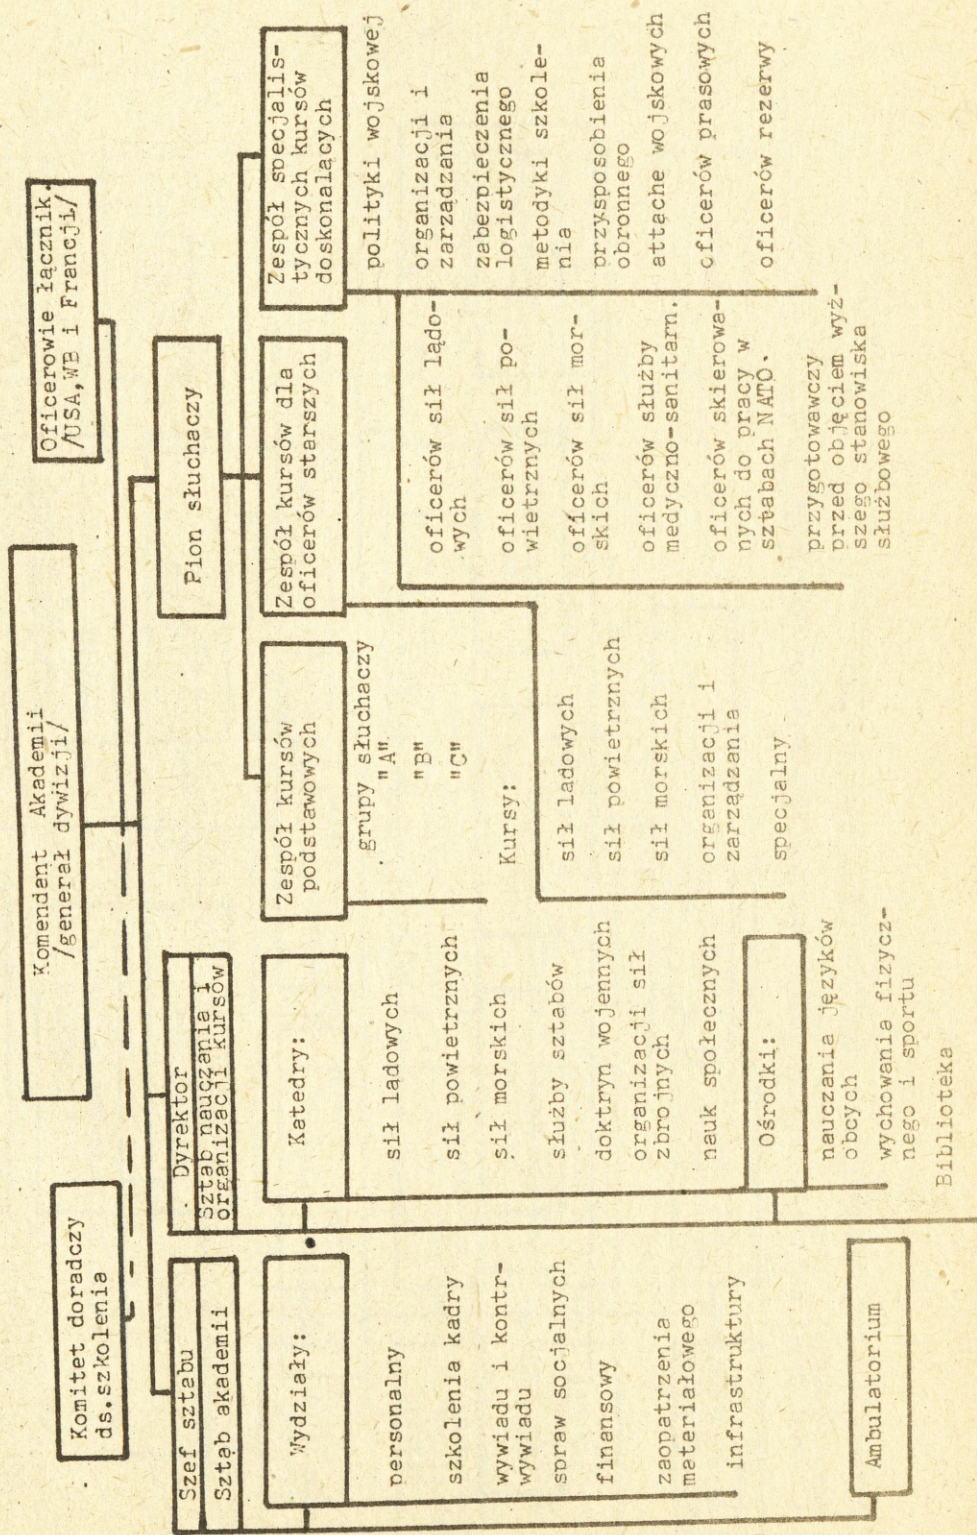 Komendant Akademii
/generał dywizji/
Komitet doradczy
ds.szkolenia
Oficerowie łącznik.
/USA,WB i Francji/
Szef sztabu
Sztab akademii
Wydziały:
personalny
szkolenia kadry
wywiadu i kontr-
wywiadu
spraw socjalnych
finansowy
zaopatrzenia
materiałowego
infrastruktury
Ambulatorium
Dyrektor
Sztab nauczania i
organizacji kursów
Katedry:
sił lądowych
sił powietrznych
sił morskich
służby sztabów
doktryn wojennych
organizacji sił
zbrojnych
nauk społecznych
Ośrodki:
nauczania języków
obcych
wychowania fizycz-
nego i sportu
Biblioteka
Pion słuchaczy
Zespół kursów
podstawowych
grupy słuchaczy
"A"
"B"
"C"
Kursy:
sił lądowych
sił powietrznych
sił morskich
organizacji i
zarządzania
specjalny
Zespół kursów dla
oficerów starszych
oficerów sił lądo-
wych
oficerów sił po-
wietrznych
oficerów sił mor-
skich
oficerów służby
medyczno-sanitarn.
oficerów skierowa-
nych do pracy w
sztabach NATO.
przygotowawczy
przed objęciem wyż-
szego stanowiska
służbowego
Zespół specjalis-
tycznych kursów
doskonalących
polityki wojskowej
organizacji i
zarządzania
zabezpieczenia
logistycznego
metodyki szkole-
nia
przysposobienia
obronnego
attache wojskowych
oficerów prasowych
oficerów rezerwy